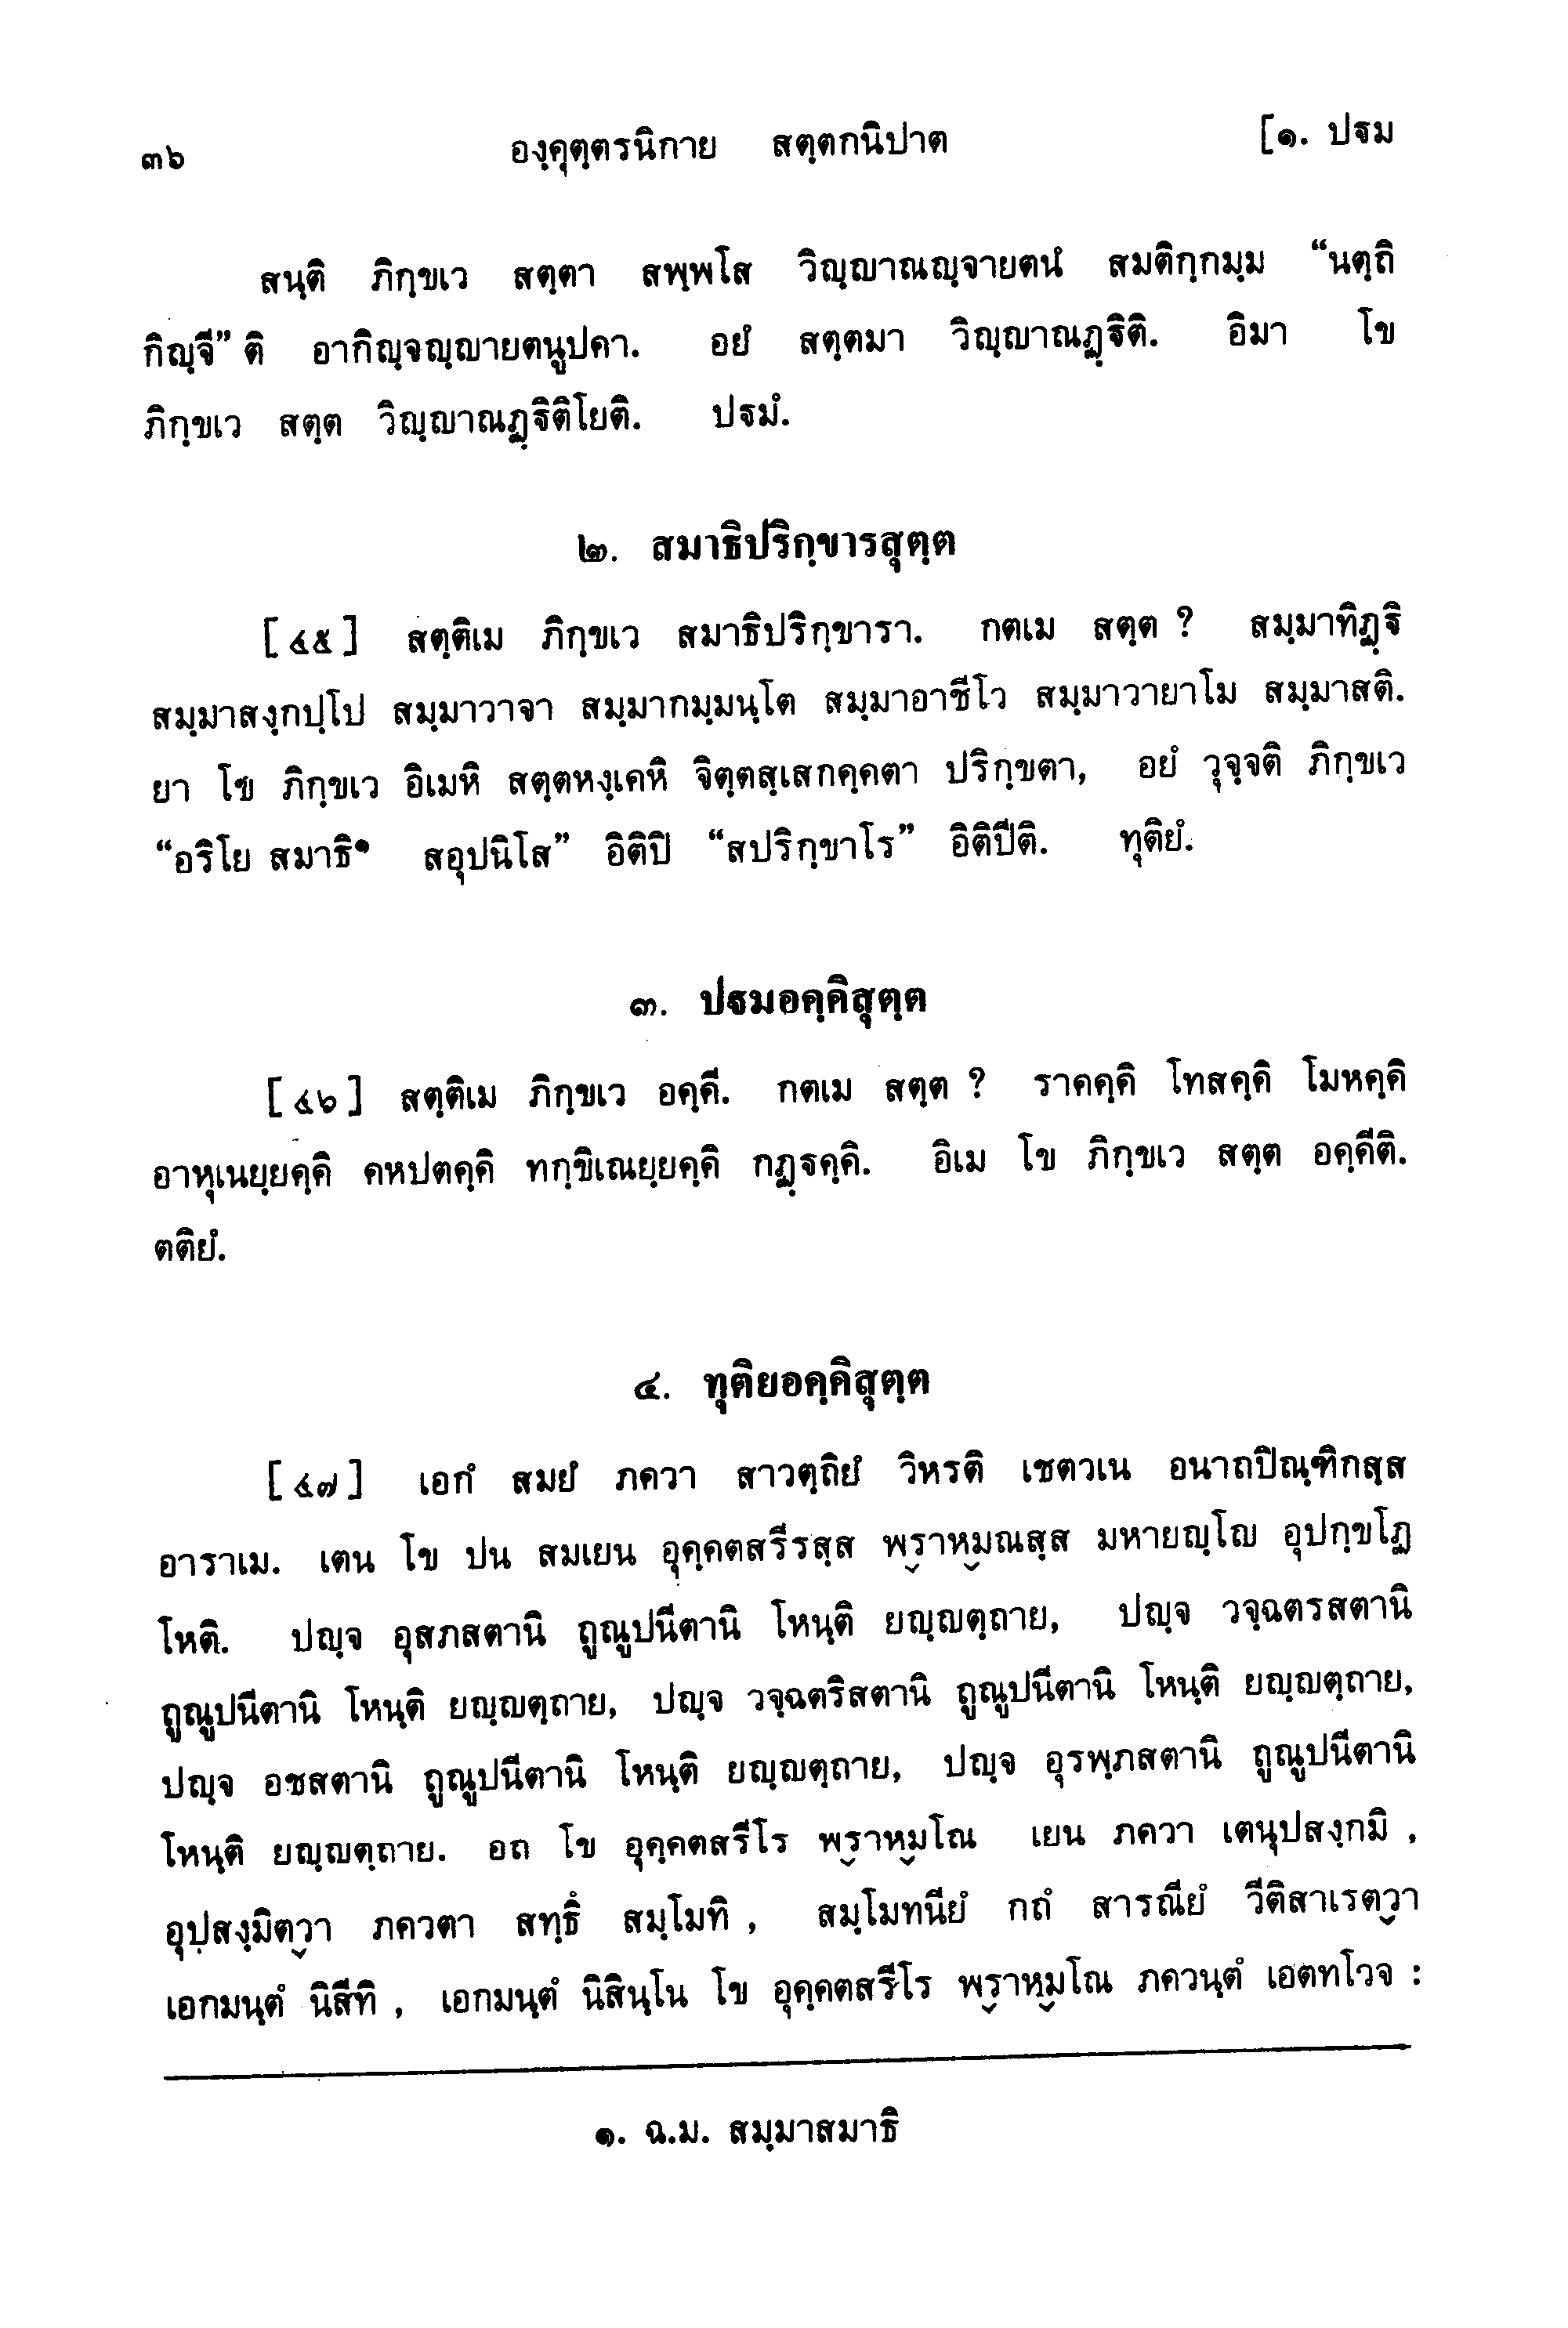 ๓๖ องฺคุตฺตรนิกาย สตฺตกนิปาต [๑. ปฐม
สนฺติ ภิกฺขเว สตฺตา สพฺพโส วิญฺญาณญฺจายตนํ สมติกฺกมฺม “นตฺถิ
กิญฺจี” ติ อากิญฺจญฺญายตนูปคา. อยํ สตฺตมา วิญฺญาณฏฺฐิติ. อิมา โข
ภิกฺขเว สตฺต วิญฺญาณฏฺฐิติโยติ. ปฐมํ.
๒. สมาธิปริกฺขารสุตฺต
[๔๕] สตฺติเม ภิกฺขเว สมาธิปริกฺขารา. กตเม สตฺต ? สมฺมาทิฏฺฐิ
สมฺมาสงฺกปฺโป สมฺมาวาจา สมฺมากมฺมนฺโต สมฺมาอาชีโว สมฺมาวายาโม สมฺมาสติ.
ยา โข ภิกฺขเว อิเมหิ สตฺตหงฺเคหิ จิตฺตสฺเสกคฺคตา ปริกฺขตา, อยํ วุจฺจติ ภิกฺขเว
“อริโย สมาธิ๑ สอุปนิโส” อิติปิ “สปริกฺขาโร” อิติปีติ. ทุติยํ.
๓. ปฐมอคฺคิสุตฺต
[๔๖] สตฺติเม ภิกฺขเว อคฺคี. กตเม สตฺต ? ราคคฺคิ โทสคฺคิ โมหคฺคิ
อาหุเนยฺยคฺคิ คหปตคฺคิ ทกฺขิเณยฺยคฺคิ กฏฺฐคฺคิ. อิเม โข ภิกฺขเว สตฺต อคฺคีติ.
ตติยํ.
๔. ทุติยอคฺคิสุตฺต
[๔๗] เอกํ สมยํ ภควา สาวตฺถิยํ วิหรติ เชตวเน อนาถปิณฺฑิกสฺส
อาราเม. เตน โข ปน สมเยน อุคฺคตสรีรสฺส พฺราหฺมณสฺส มหายญฺโญ อุปกฺขโฏ
โหติ. ปญฺจ อุสภสตานิ ถูณูปนีตานิ โหนฺติ ยญฺญตฺถาย, ปญฺจ วจฺฉตรสตานิ
ถูณูปนีตานิ โหนฺติ ยญฺญตฺถาย, ปญฺจ วจฺฉตริสตานิ ถูณูปนีตานิ โหนฺติ ยญฺญตฺถาย,
ปญฺจ อชสตานิ ถูณูปนีตานิ โหนฺติ ยญฺญตฺถาย, ปญฺจ อุรพฺภสตานิ ถูณูปนีตานิ
โหนฺติ ยญฺญตฺถาย. อถ โข อุคฺคตสรีโร พฺราหฺมโณ เยน ภควา เตนุปสงฺกมิ ,
อุปสงฺมิตฺวา ภควตา สทฺธึ สมฺโมทิ , สมฺโมทนียํ กถํ สารณียํ วีติสาเรตฺวา
เอกมนฺตํ นิสีทิ , เอกมนฺตํ นิสินฺโน โข อุคฺคตสรีโร พฺราหฺมโณ ภควนฺตํ เอตทโวจ :
๑. ฉ.ม. สมฺมาสมาธิ